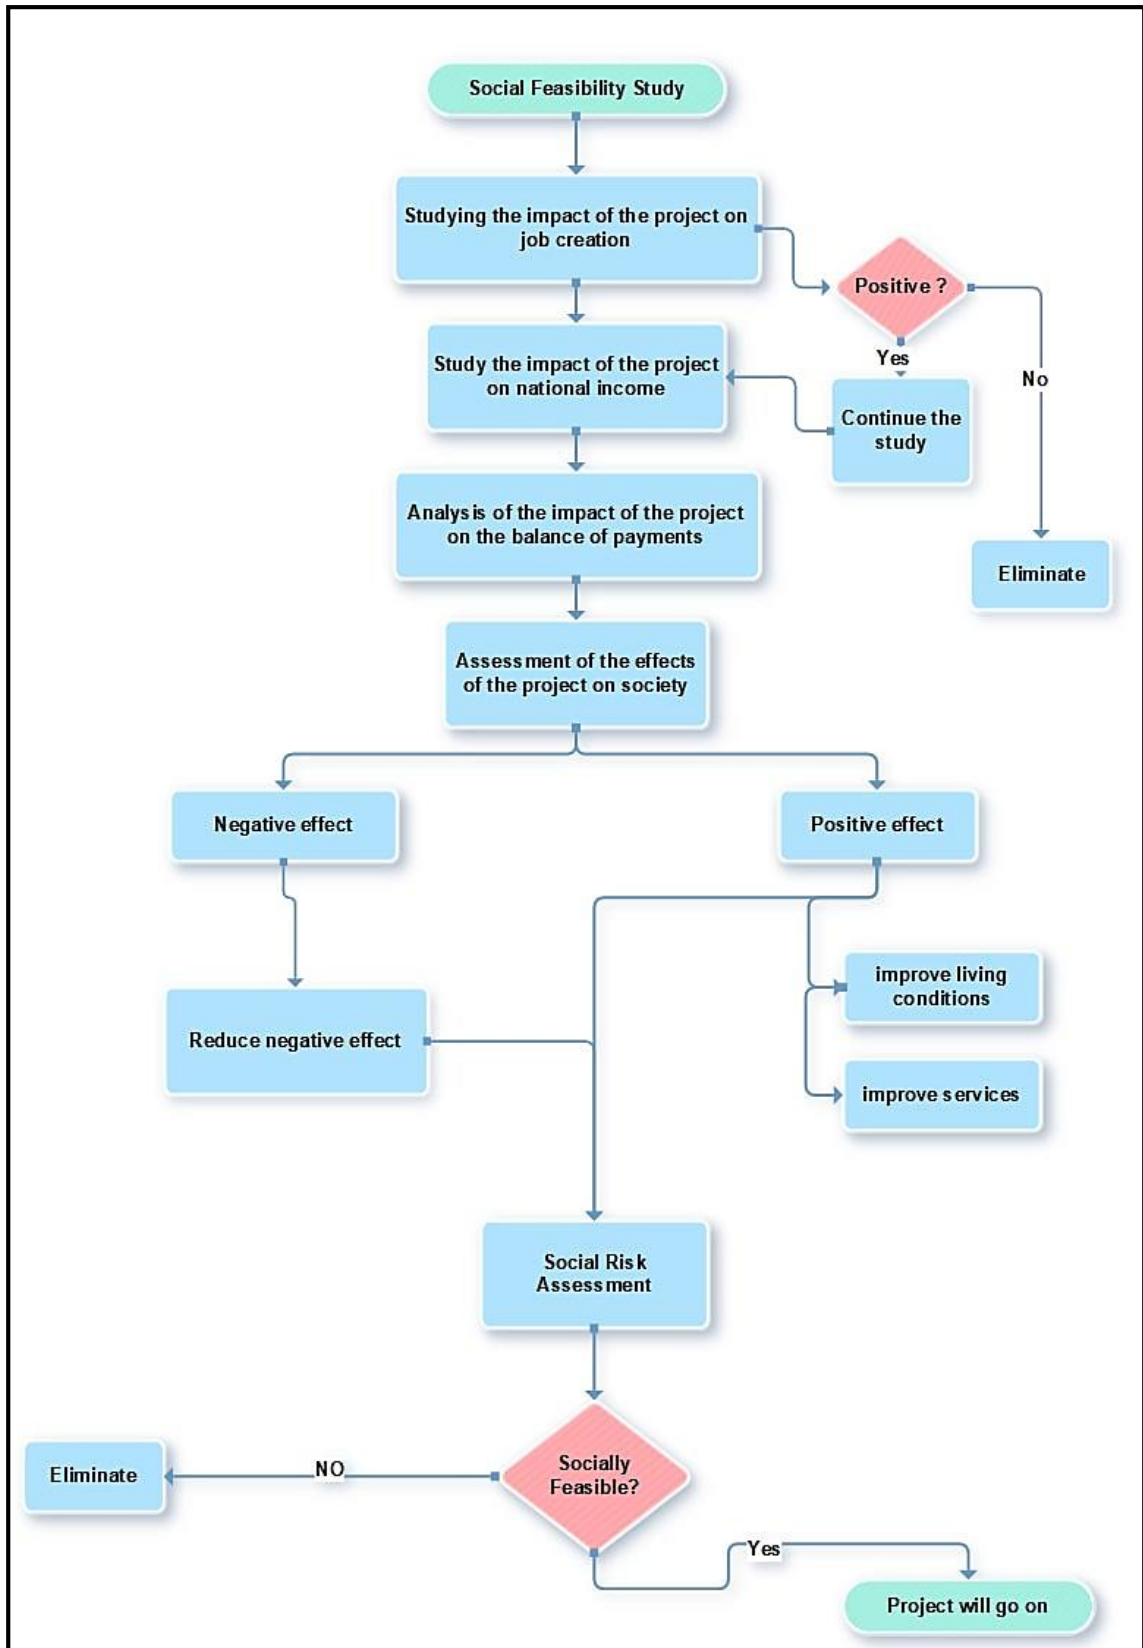 Social Feasibility Study
Studying the impact of the project on
job creation
Positive ?
Yes
No
Study the impact of the project
on national income
Continue the
study
Analysis of the impact of the project
on the balance of payments
Eliminate
Assessment of the effects
of the project on society
Negative effect
Positive effect
improve living
conditions
Reduce negative effect
improve services
Social Risk
Assessment
Socially
Feasible?
NO
Eliminate
Yes
Project will go on